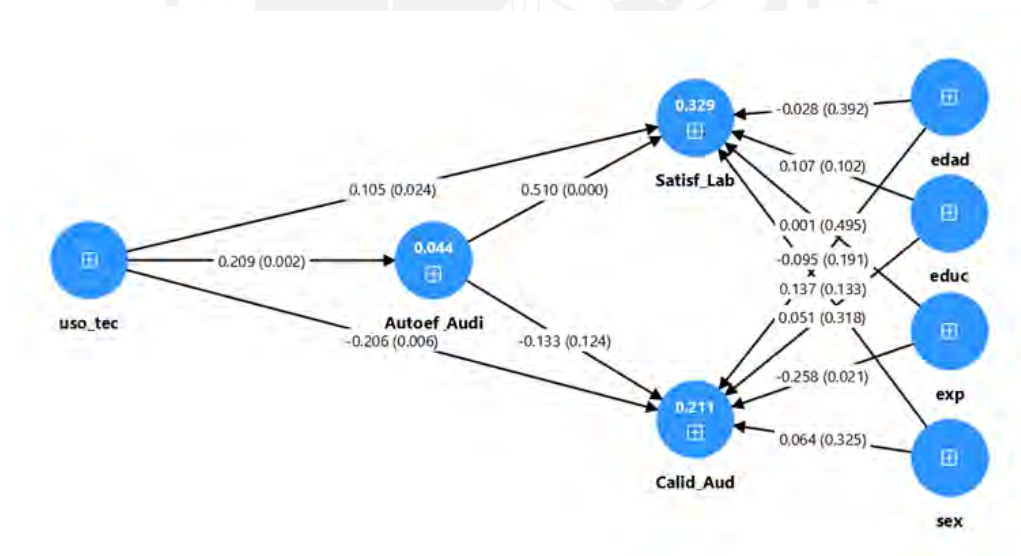 0.329
-0.028 (0.392)
edad
0.107 (0.102)
Satisf_Lab
0.105 (0.024)
0.510 (0.000)
0.001 (0.495)
educ
0.044
0.209 (0.002)
-0.095 (0.191)
x
0.137 (0.133)
uso_tec
Autoef_Audi
0.051 (0.318)
-0.206 (0.006)
-0.133 (0.124)
-0.258 (0.021)
exp
0.211
0.064 (0.325)
Calid_Aud
sex